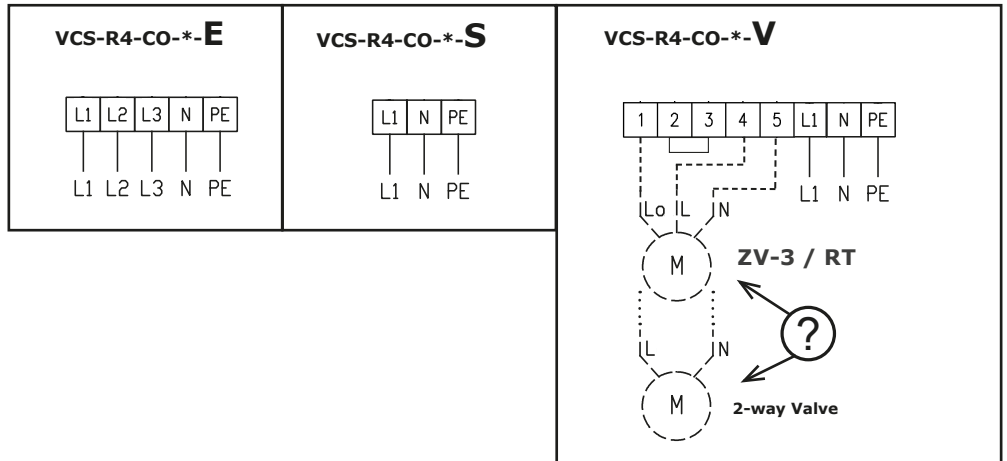 VCS-R4-CO-*-E
L1 L2 L3 N PE
L1 L2 L3 N PE
VCS-R4-CO-*-S
L1 N PE
L1 N PE
VCS-R4-CO-*-V
1 2 3 4 5 L1 N PE
L1 N PE
Lo L N
M
ZV-3 / RT
?
L N
M
2-way Valve